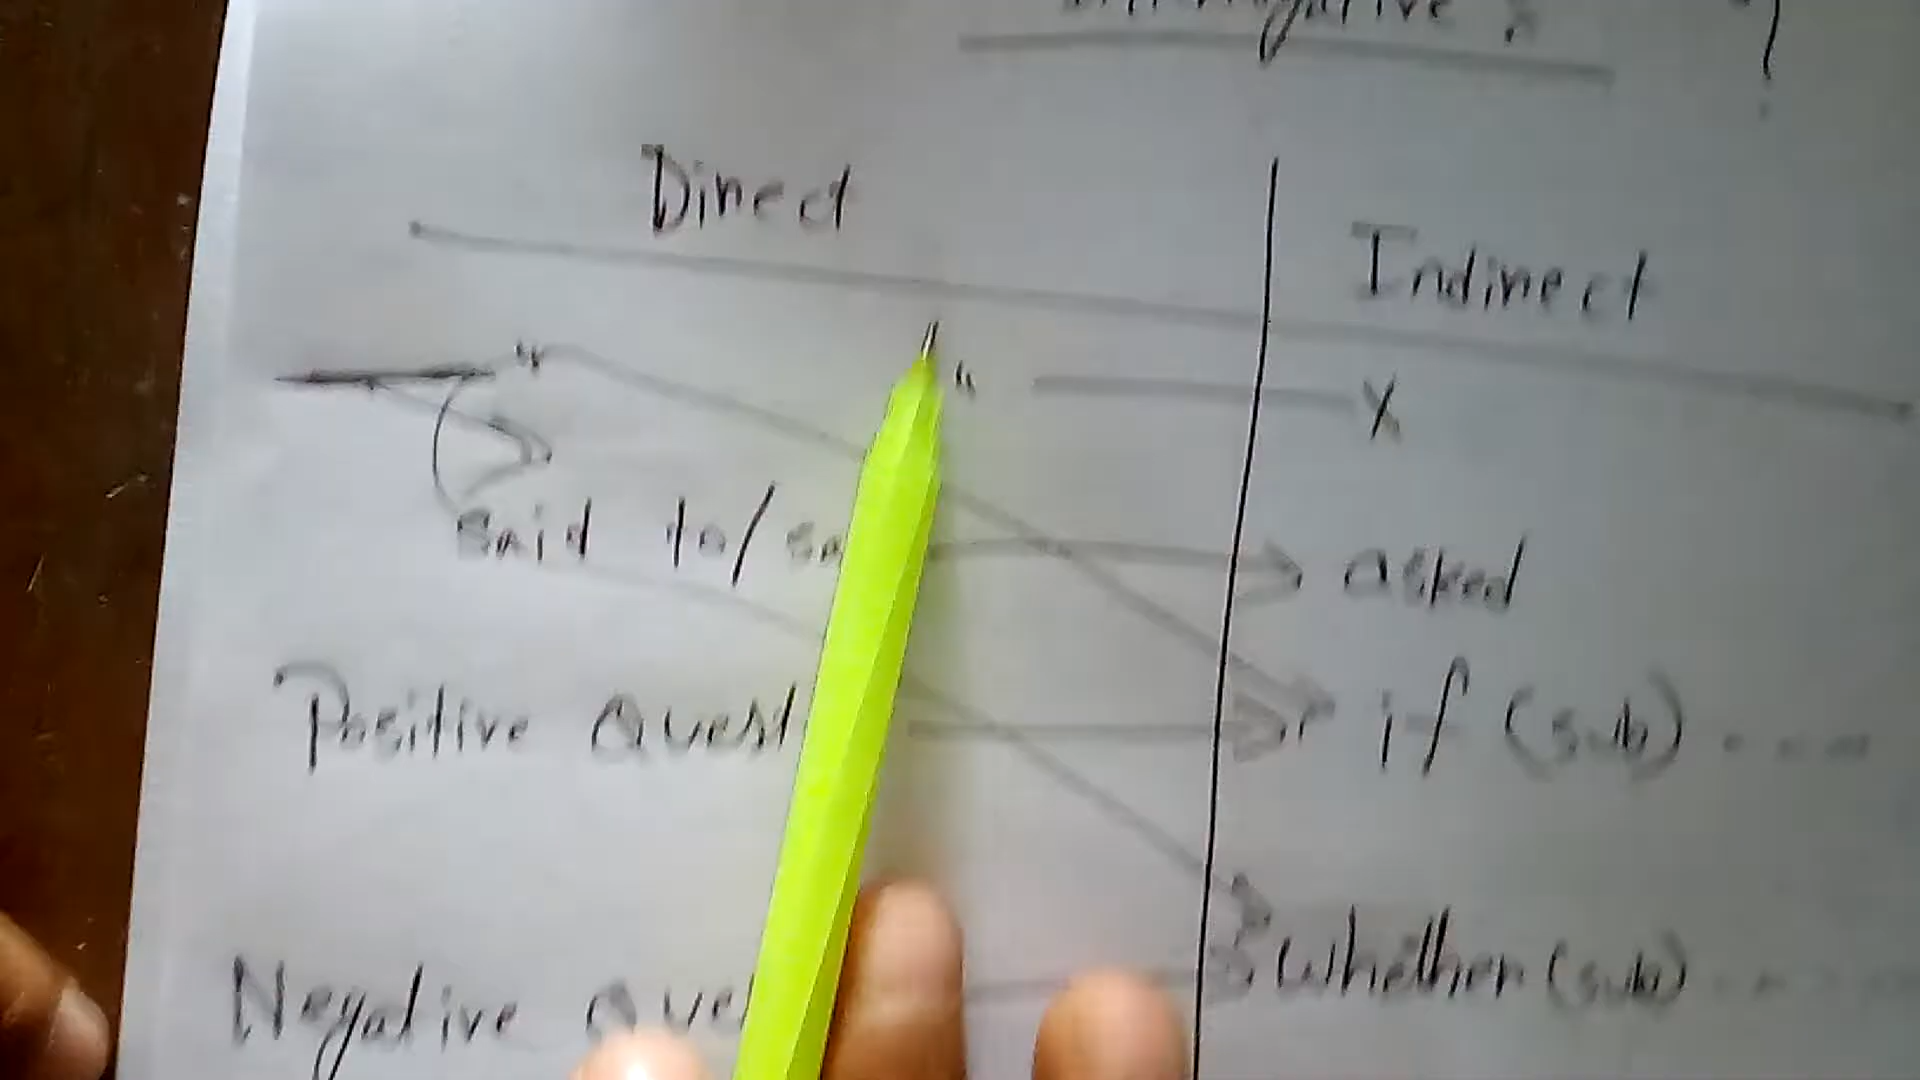 Direct
Indirect
" " X
said to/ asked
Positive if (sub) ....
Negative whether (sub) ....